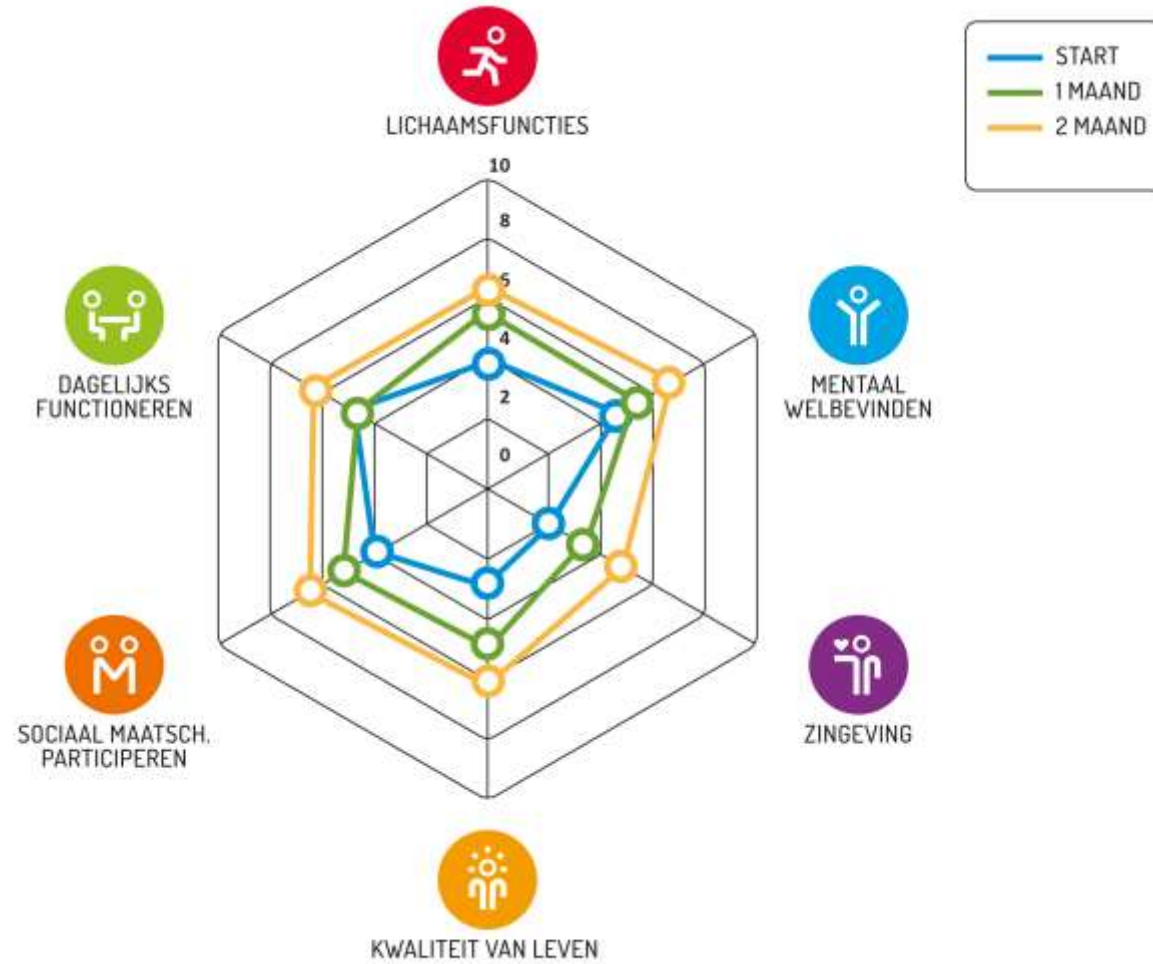 START
1 MAAND
2 MAAND
LICHAAMSFUNCTIES
10
8
6
4
2
0
DAGELIJKS
FUNCTIONEREN
MENTAAL
WELBEVINDEN
SOCIAAL MAATSCH.
PARTICIPEREN
ZINGEVING
KWALITEIT VAN LEVEN